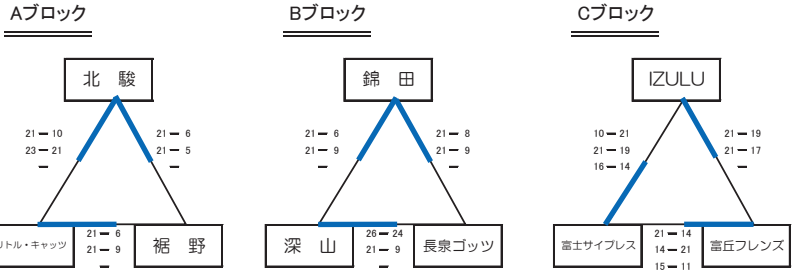 Aブロック
Bブロック
Cブロック
北 駿
錦 田
IZULU
21 ー 10
23 ー 21
ー
21 ー 6
21 ー 5
ー
21 ー 6
21 ー 9
ー
21 ー 8
21 ー 9
ー
10 ー 21
21 ー 19
16 ー 14
21 ー 19
21 ー 17
ー
リトル・キャッツ
21 ー 6
21 ー 9
ー
裾 野
深 山
26 ー 24
21 ー 9
ー
長泉ゴッツ
富士サイプレス
21 ー 14
14 ー 21
15 ー 11
富丘フレンズ